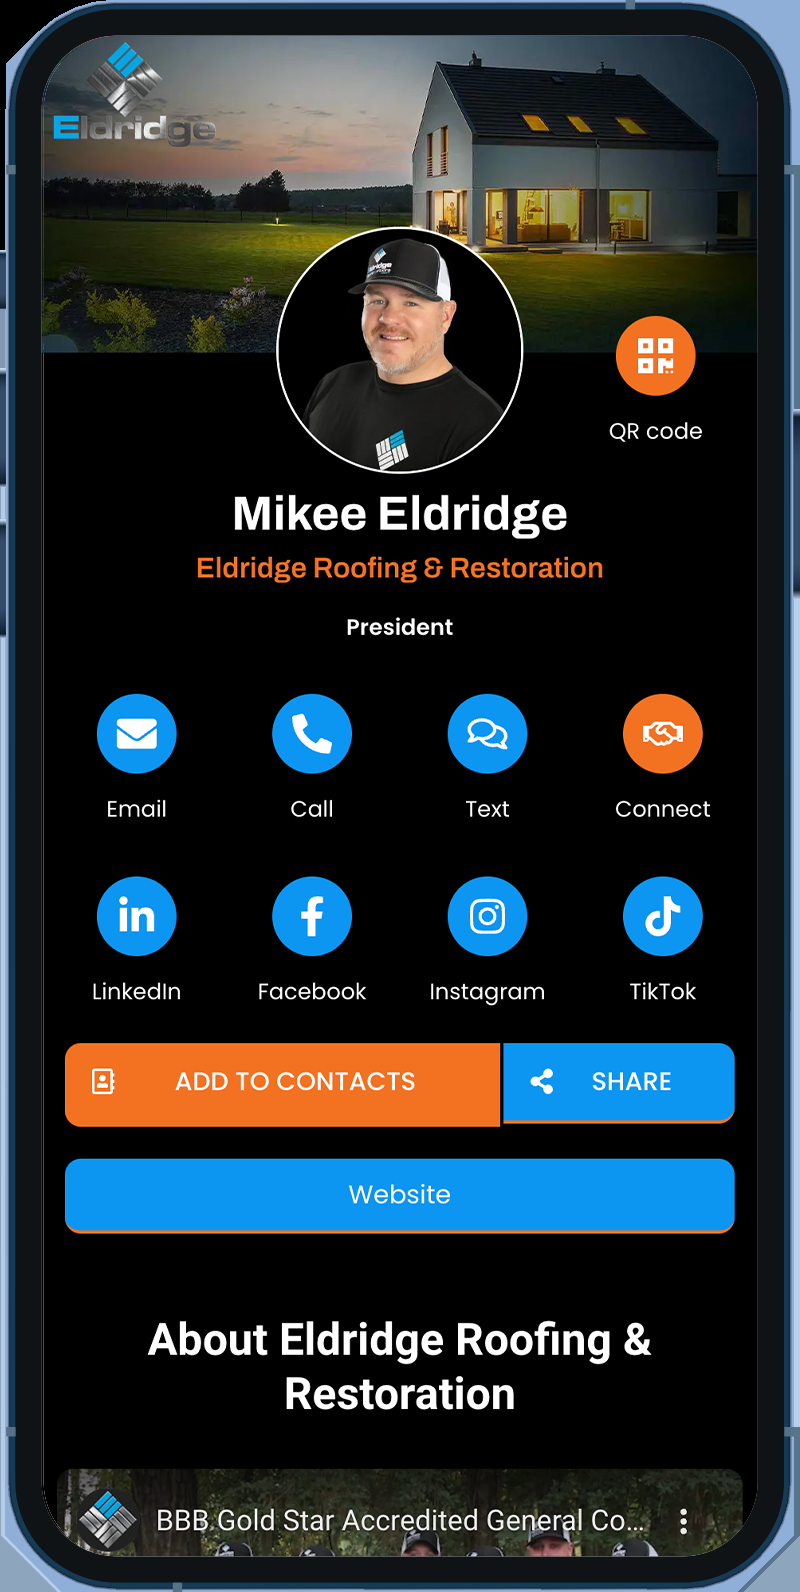 Eldridge
Eldridge
QR code
Mikee Eldridge
Eldridge Roofing & Restoration
President
Email
Call
Text
Connect
LinkedIn
Facebook
Instagram
TikTok
ADD TO CONTACTS
SHARE
Website
About Eldridge Roofing &
Restoration
BBB Gold Star Accredited General Co...